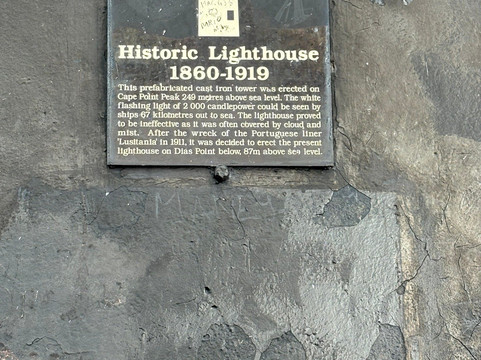 Historic Lighthouse
1860-1919
This prefabricated cast iron tower was erected on
Cape Point Peak 249 metres above sea level. The white
flashing light of 2 000 candlepower could be seen by
ships 67 kilometres out to sea. The lighthouse proved
to be ineffective as it was often covered by cloud and
mist. After the wreck of the Portuguese liner
'Lusitania' in 1911, it was decided to erect the present
lighthouse on Dias Point below, 87m above sea level.